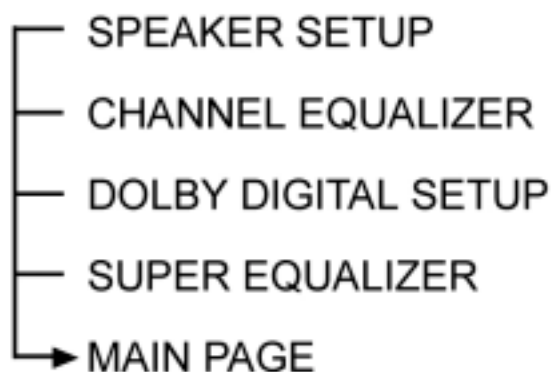 SPEAKER SETUP
CHANNEL EQUALIZER
DOLBY DIGITAL SETUP
SUPER EQUALIZER
MAIN PAGE